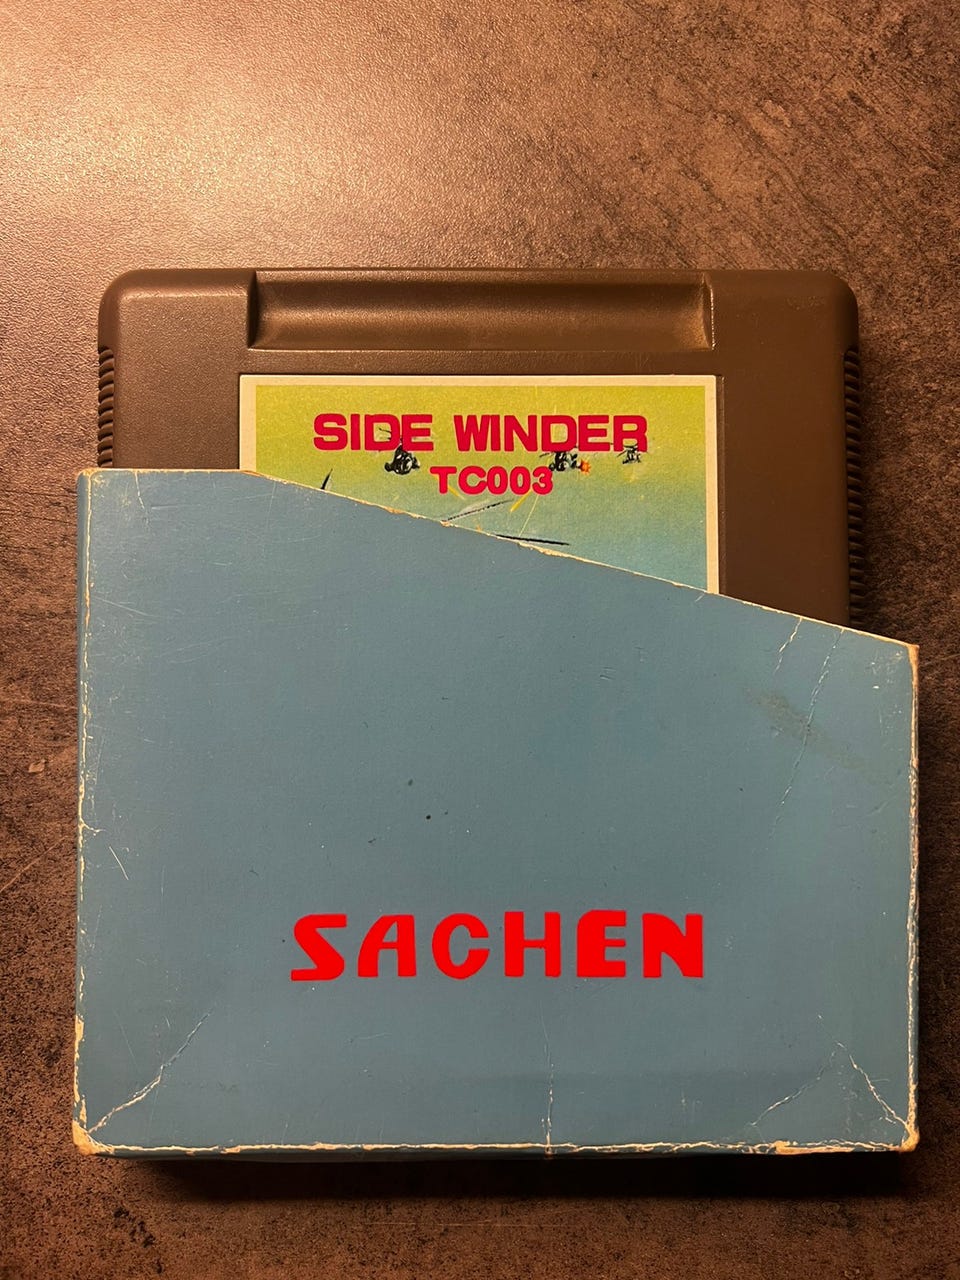 SIDE WINDER
TC003
SACHEN